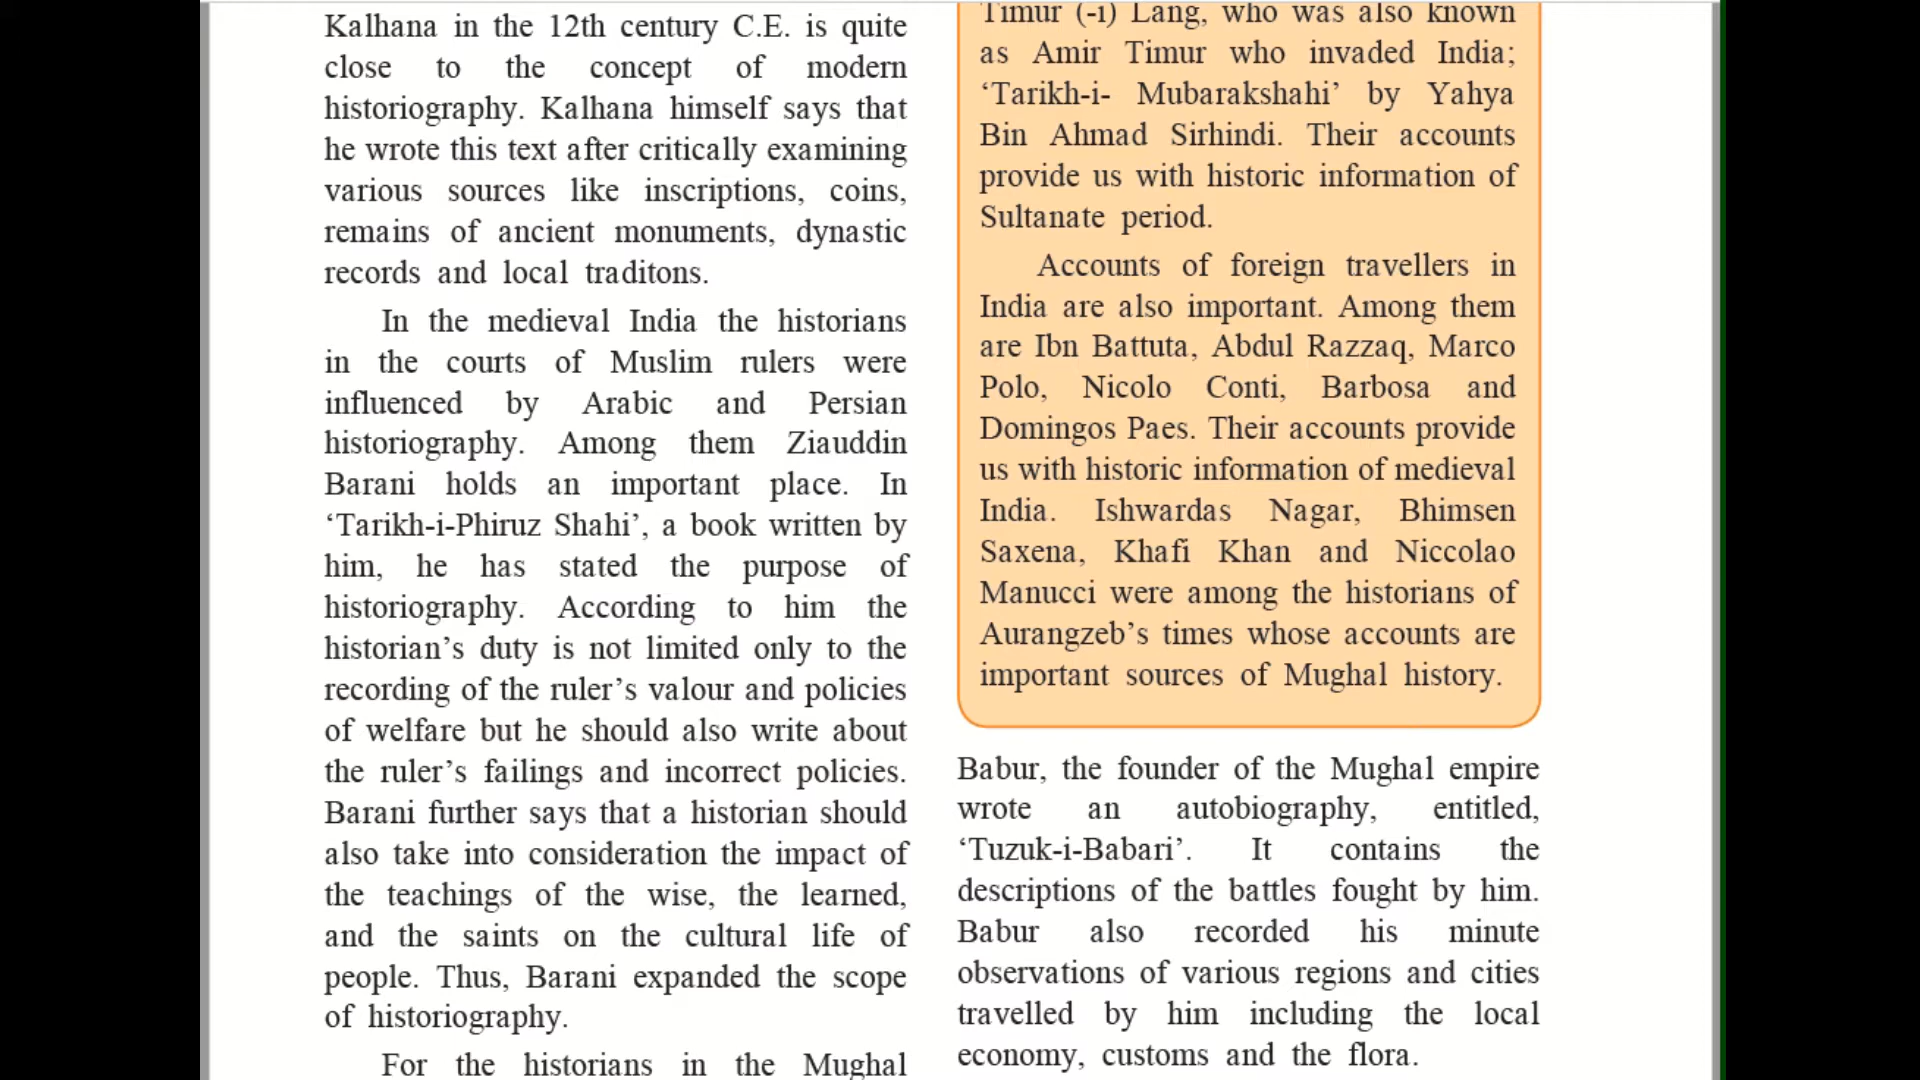 Kalhana in the 12th century C.E. is quite
close to the concept of modern
historiography. Kalhana himself says that
he wrote this text after critically examining
various sources like inscriptions, coins,
remains of ancient monuments, dynastic
records and local traditons.
In the medieval India the historians
in the courts of Muslim rulers were
influenced by Arabic and Persian
historiography. Among them Ziauddin
Barani holds an important place. In
‘Tarikh-i-Phiruz Shahi’, a book written by
him, he has stated the purpose of
historiography. According to him the
historian’s duty is not limited only to the
recording of the ruler’s valour and policies
of welfare but he should also write about
the ruler’s failings and incorrect policies.
Barani further says that a historian should
also take into consideration the impact of
the teachings of the wise, the learned,
and the saints on the cultural life of
people. Thus, Barani expanded the scope
of historiography.
For the historians in the Mughal
Timur (-i) Lang, who was also known
as Amir Timur who invaded India;
‘Tarikh-i- Mubarakshahi’ by Yahya
Bin Ahmad Sirhindi. Their accounts
provide us with historic information of
Sultanate period.
Accounts of foreign travellers in
India are also important. Among them
are Ibn Battuta, Abdul Razzaq, Marco
Polo, Nicolo Conti, Barbosa and
Domingos Paes. Their accounts provide
us with historic information of medieval
India. Ishwardas Nagar, Bhimsen
Saxena, Khafi Khan and Niccolao
Manucci were among the historians of
Aurangzeb’s times whose accounts are
important sources of Mughal history.
Babur, the founder of the Mughal empire
wrote an autobiography, entitled,
‘Tuzuk-i-Babari’. It contains the
descriptions of the battles fought by him.
Babur also recorded his minute
observations of various regions and cities
travelled by him including the local
economy, customs and the flora.